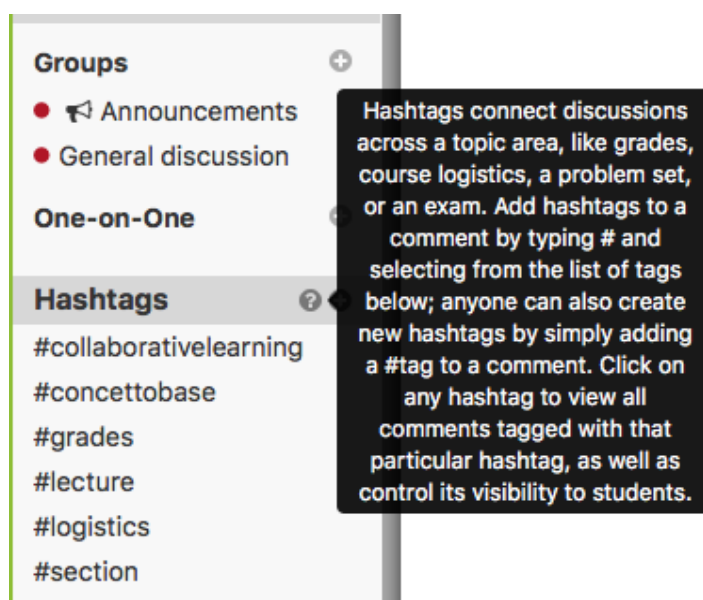 Groups
Announcements
General discussion
One-on-One
Hashtags
#collaborativelearning
#concettobase
#grades
#lecture
#logistics
#section
Hashtags connect discussions
across a topic area, like grades,
course logistics, a problem set,
or an exam. Add hashtags to a
comment by typing # and
selecting from the list of tags
below; anyone can also create
new hashtags by simply adding
a #tag to a comment. Click on
any hashtag to view all
comments tagged with that
particular hashtag, as well as
control its visibility to students.